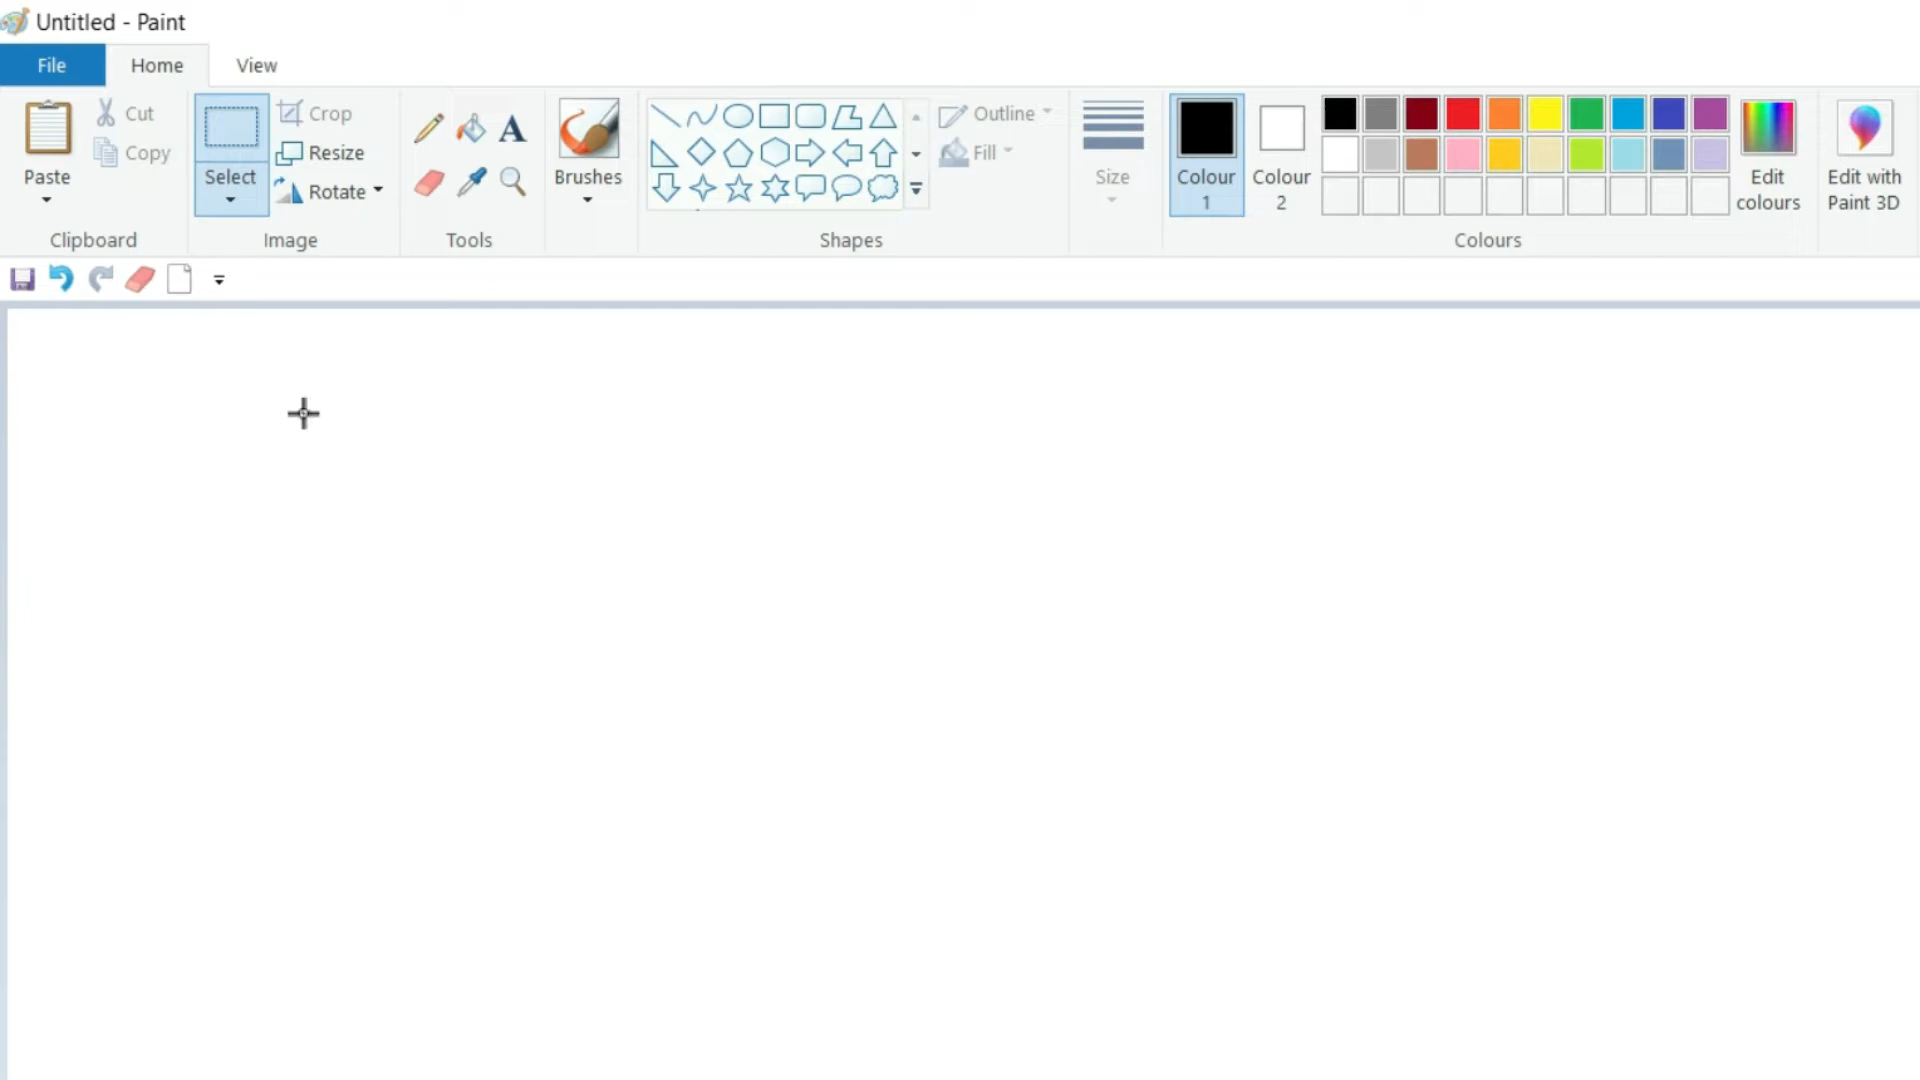 Untitled - Paint
File Home View
Paste
Cut
Copy
Clipboard
Select
Crop
Resize
Rotate
Image
A
Tools
Brushes
Shapes
Outline
Fill
Size
Colour
1
Colour
2
Edit
colours
Colours
Edit with
Paint 3D